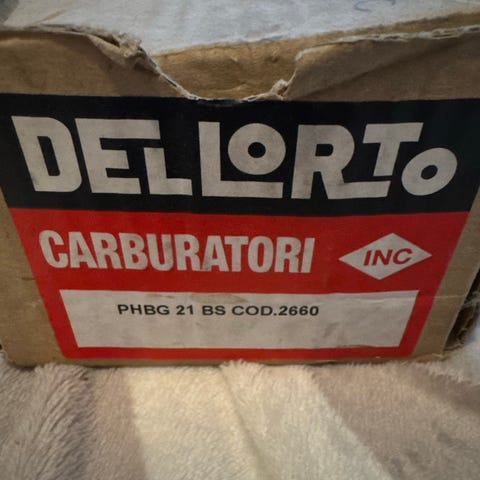 DELLORTO
CARBURATORI INC
PHBG 21 BS COD.2660